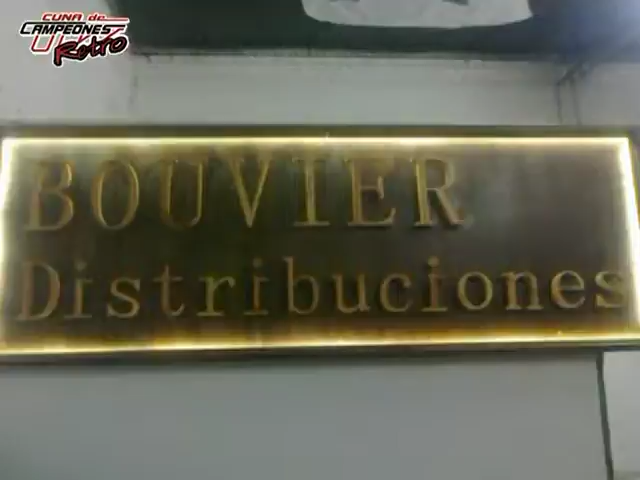 CUNA de
CAMPEONES
Retro
BOUVIER
Distribuciones